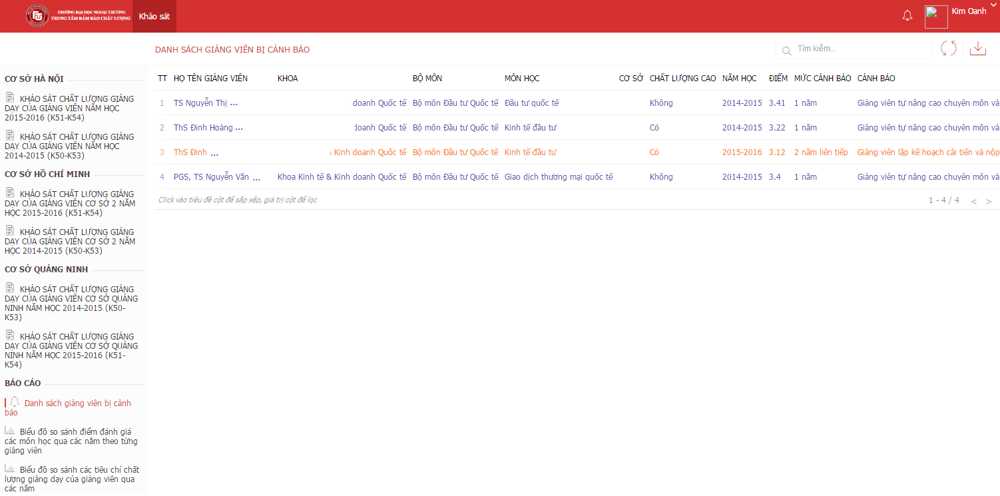 TRƯỜNG ĐẠI HỌC NGOẠI THƯƠNG
TRUNG TÂM ĐẢM BẢO CHẤT LƯỢNG
Khảo sát
Kim Oanh
DANH SÁCH GIẢNG VIÊN BỊ CẢNH BÁO
Tìm kiếm...
CƠ SỞ HÀ NỘI
KHẢO SÁT CHẤT LƯỢNG GIẢNG
DẠY CỦA GIẢNG VIÊN NĂM HỌC
2015-2016 (K51-K54)
KHẢO SÁT CHẤT LƯỢNG GIẢNG
DẠY CỦA GIẢNG VIÊN NĂM HỌC
2014-2015 (K50-K53)
CƠ SỞ HỒ CHÍ MINH
KHẢO SÁT CHẤT LƯỢNG GIẢNG
DẠY CỦA GIẢNG VIÊN CƠ SỞ 2 NĂM
HỌC 2015-2016 (K51-K54)
KHẢO SÁT CHẤT LƯỢNG GIẢNG
DẠY CỦA GIẢNG VIÊN CƠ SỞ 2 NĂM
HỌC 2014-2015 (K50-K53)
CƠ SỞ QUẢNG NINH
KHẢO SÁT CHẤT LƯỢNG GIẢNG
DẠY CỦA GIẢNG VIÊN CƠ SỞ QUẢNG
NINH NĂM HỌC 2014-2015 (K50-
K53)
KHẢO SÁT CHẤT LƯỢNG GIẢNG
DẠY CỦA GIẢNG VIÊN CƠ SỞ QUẢNG
NINH NĂM HỌC 2015-2016 (K51-
K54)
BÁO CÁO
Danh sách giảng viên bị cảnh
báo
Biểu đồ so sánh điểm đánh giá
các môn học qua các năm theo từng
giảng viên
Biểu đồ so sánh các tiêu chí chất
lượng giảng dạy của giảng viên qua
các năm
TT HỌ TÊN GIẢNG VIÊN KHOA BỘ MÔN MÔN HỌC CƠ SỞ CHẤT LƯỢNG CAO NĂM HỌC ĐIỂM MỨC CẢNH BÁO CẢNH BÁO
1 TS Nguyễn Thị ... doanh Quốc tế Bộ môn Đầu tư Quốc tế Đầu tư quốc tế Không 2014-2015 3.41 1 năm Giảng viên tự nâng cao chuyên môn và
2 ThS Đinh Hoàng ... doanh Quốc tế Bộ môn Đầu tư Quốc tế Kinh tế đầu tư Có 2014-2015 3.22 1 năm Giảng viên tự nâng cao chuyên môn và
3 ThS Đinh ... & Kinh doanh Quốc tế Bộ môn Đầu tư Quốc tế Kinh tế đầu tư Có 2015-2016 3.12 2 năm liên tiếp Giảng viên lập kế hoạch cải tiến và nộp
4 PGS, TS Nguyễn Văn ... Khoa Kinh tế & Kinh doanh Quốc tế Bộ môn Đầu tư Quốc tế Giao dịch thương mại quốc tế Không 2014-2015 3.4 1 năm Giảng viên tự nâng cao chuyên môn và
Click vào tiêu đề cột để sắp xếp, giá trị cột để lọc
1 - 4 / 4 < >